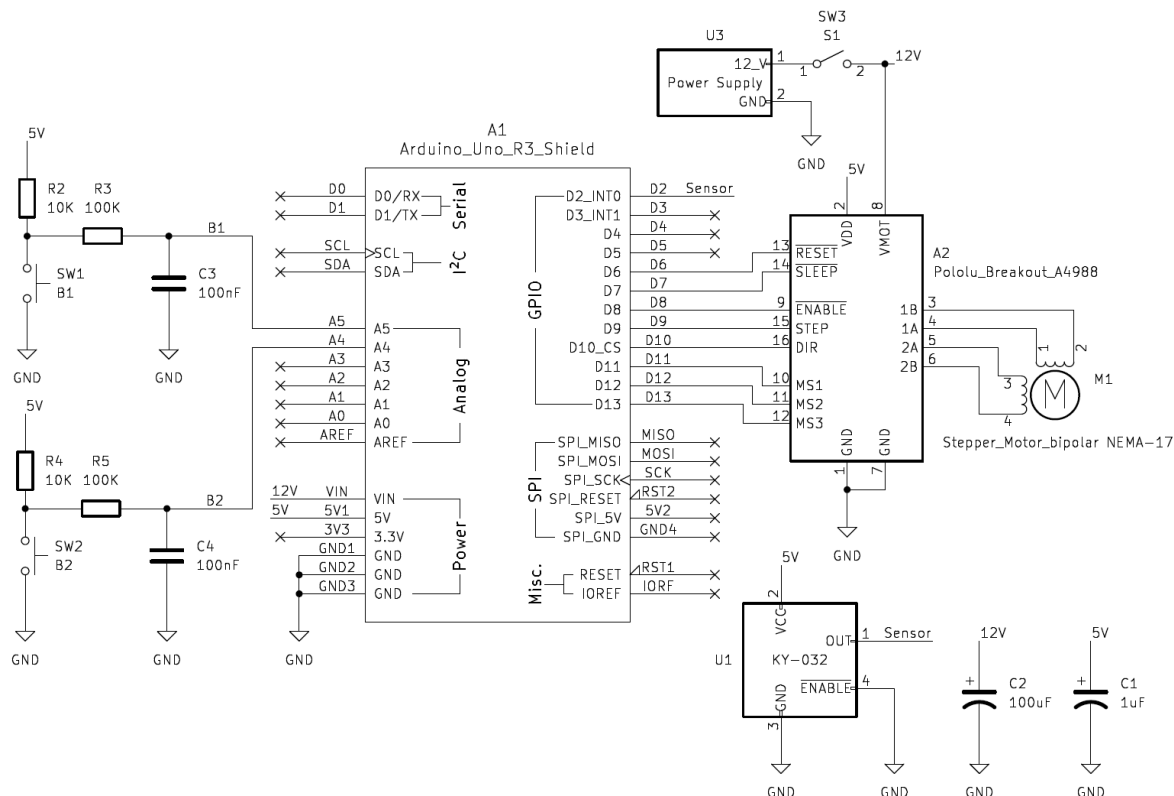 SW3
S1
U3
12_V 1
1 2
12V
Power Supply
GND 2
GND
A1
Arduino_Uno_R3_Shield
5V
R2 R3
10K 100K
B1
SW1
B1
C3
100nF
GND
GND
D0 D0/RX
D1 D1/TX
Serial
SCL SCL
SDA SDA
I²C
A5 A5
A4 A4
A3 A3
A2 A2
A1 A1
A0 A0
AREF AREF
Analog
12V VIN VIN
5V 5V1 5V
3V3 3.3V
GND1 GND
GND2 GND
GND3 GND
Power
GND
D2_INT0 D2 Sensor
D3_INT1 D3
D4 D4
D5 D5
D6 D6
D7 D7
D8 D8
D9 D9
D10_CS D10
D11 D11
D12 D12
D13 D13
GPIO
SPI_MISO MISO
SPI_MOSI MOSI
SPI_SCK SCK
SPI_RESET RST2
SPI_5V 5V2
SPI_GND GND4
SPI
RESET RST1
IOREF IORF
Misc.
5V
R4 R5
10K 100K
B2
SW2
B2
C4
100nF
GND
GND
5V
2 8
VDD VMOT
A2
Pololu_Breakout_A4988
13 RESET
14 SLEEP
9 ENABLE
15 STEP
16 DIR
10 MS1
11 MS2
12 MS3
1B 3
1A 4
2A 5
2B 6
1 2
3
4
M
M1
Stepper_Motor_bipolar NEMA-17
GND GND
1 7
GND
5V
2
VCC
OUT 1 Sensor
U1
KY-032
ENABLE 4
GND
3
GND
GND
12V
+
C2
100uF
GND
5V
+
C1
1uF
GND